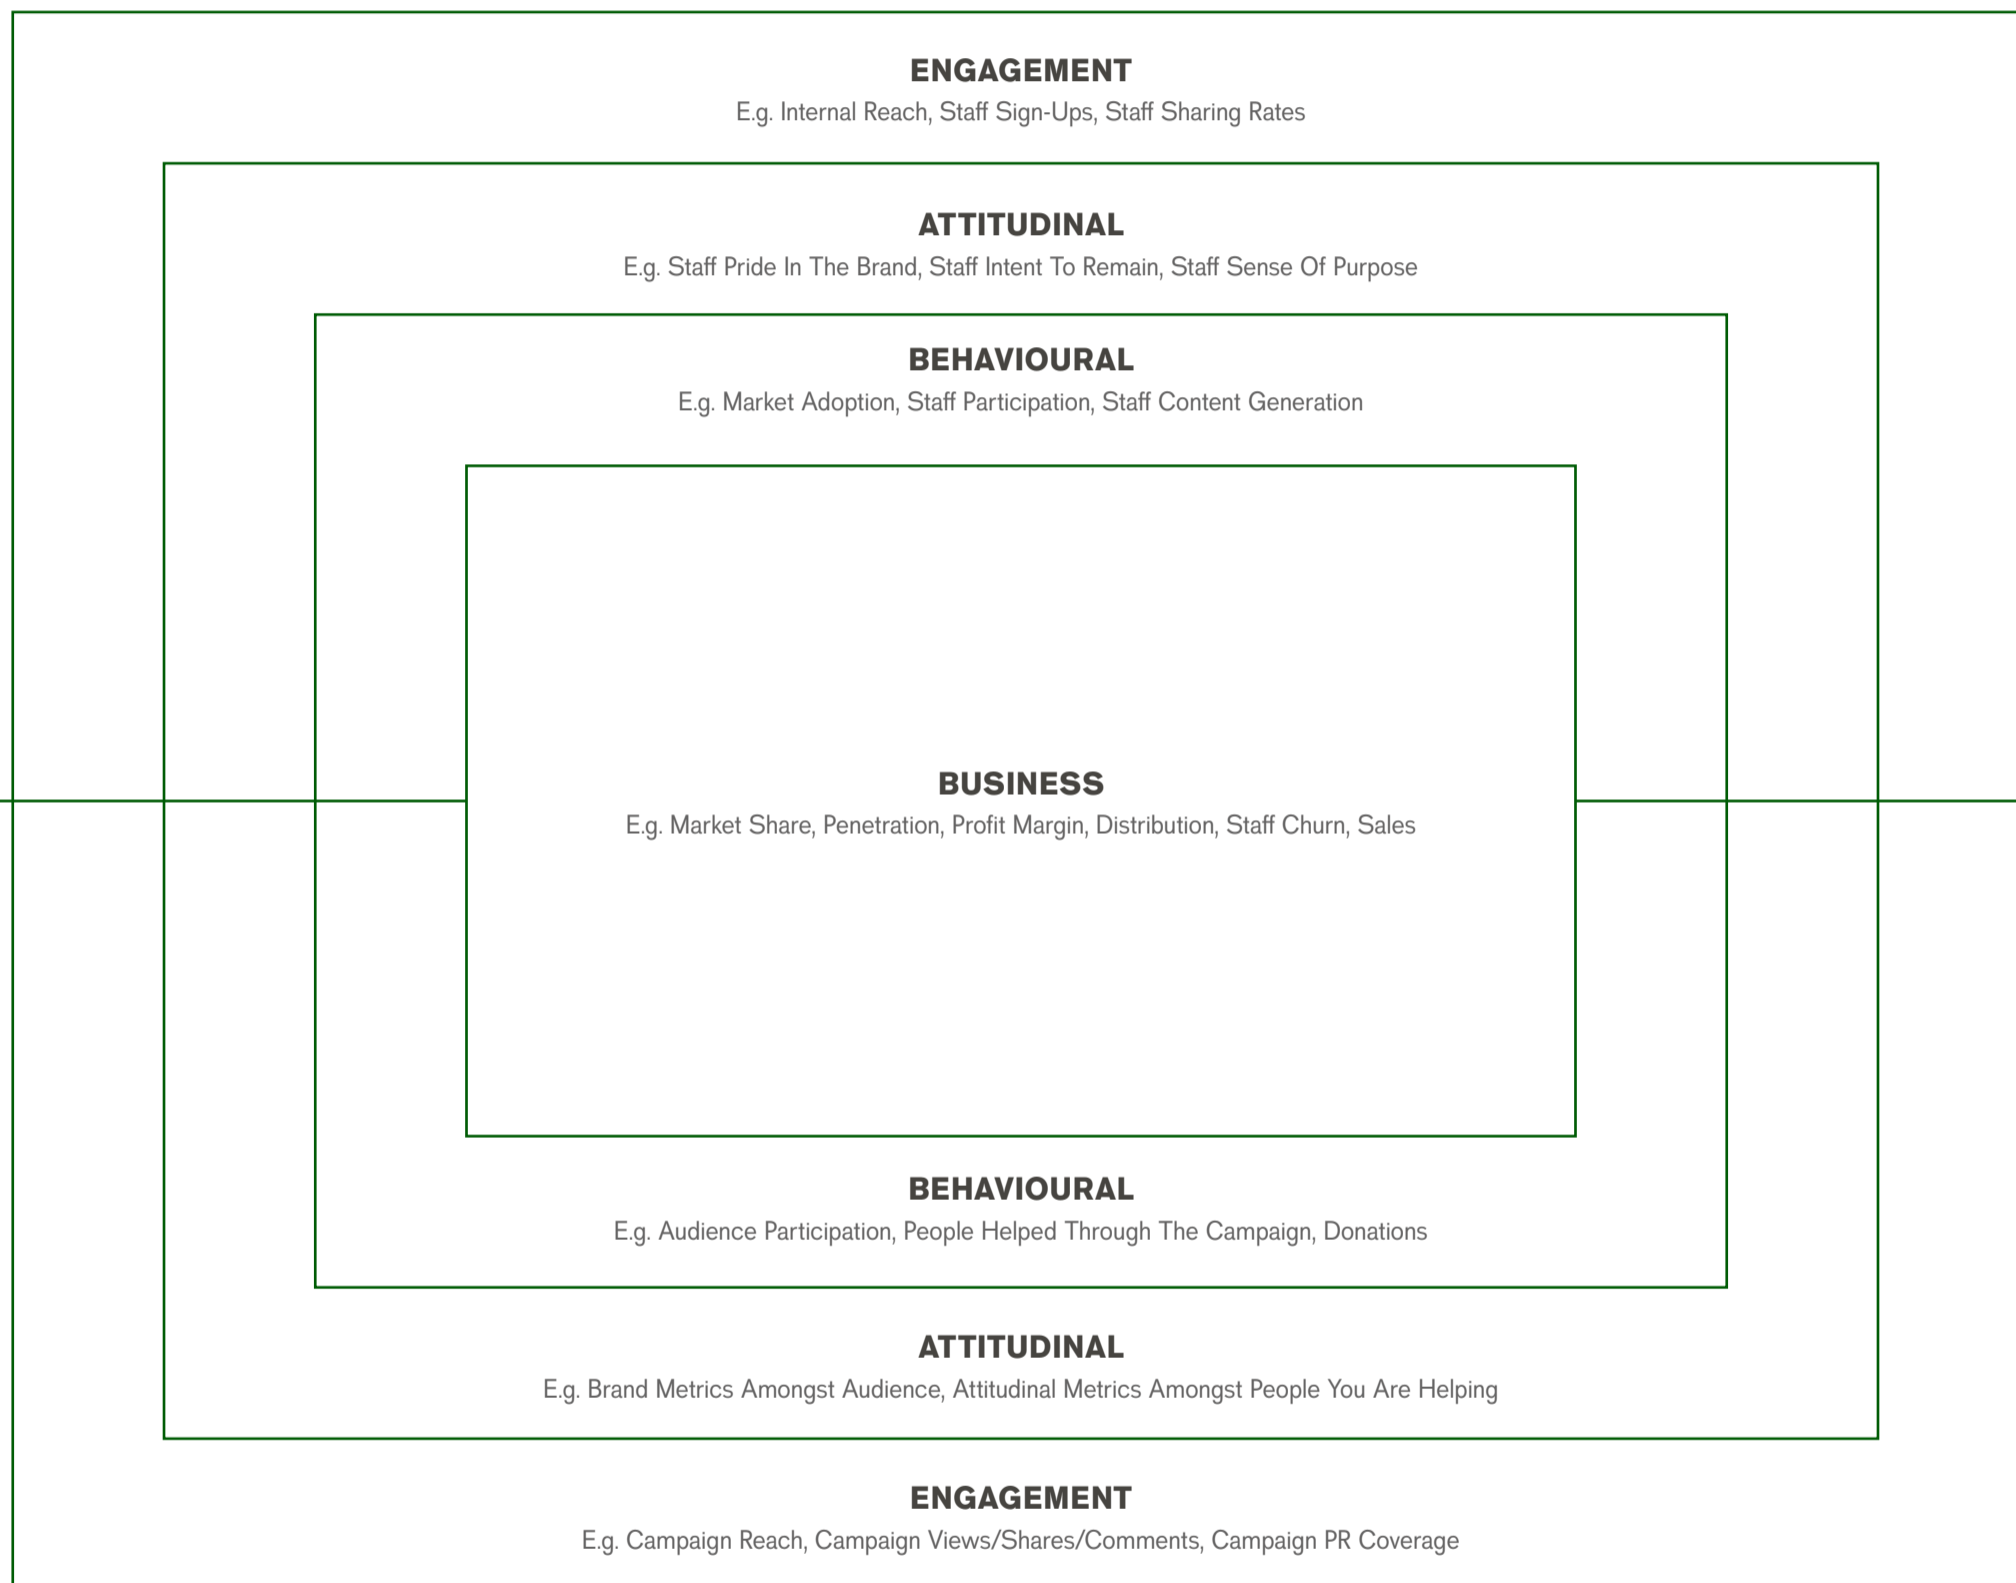 ENGAGEMENT
E.g. Internal Reach, Staff Sign-Ups, Staff Sharing Rates
ATTITUDINAL
E.g. Staff Pride In The Brand, Staff Intent To Remain, Staff Sense Of Purpose
BEHAVIOURAL
E.g. Market Adoption, Staff Participation, Staff Content Generation
BUSINESS
E.g. Market Share, Penetration, Profit Margin, Distribution, Staff Churn, Sales
BEHAVIOURAL
E.g. Audience Participation, People Helped Through The Campaign, Donations
ATTITUDINAL
E.g. Brand Metrics Amongst Audience, Attitudinal Metrics Amongst People You Are Helping
ENGAGEMENT
E.g. Campaign Reach, Campaign Views/Shares/Comments, Campaign PR Coverage